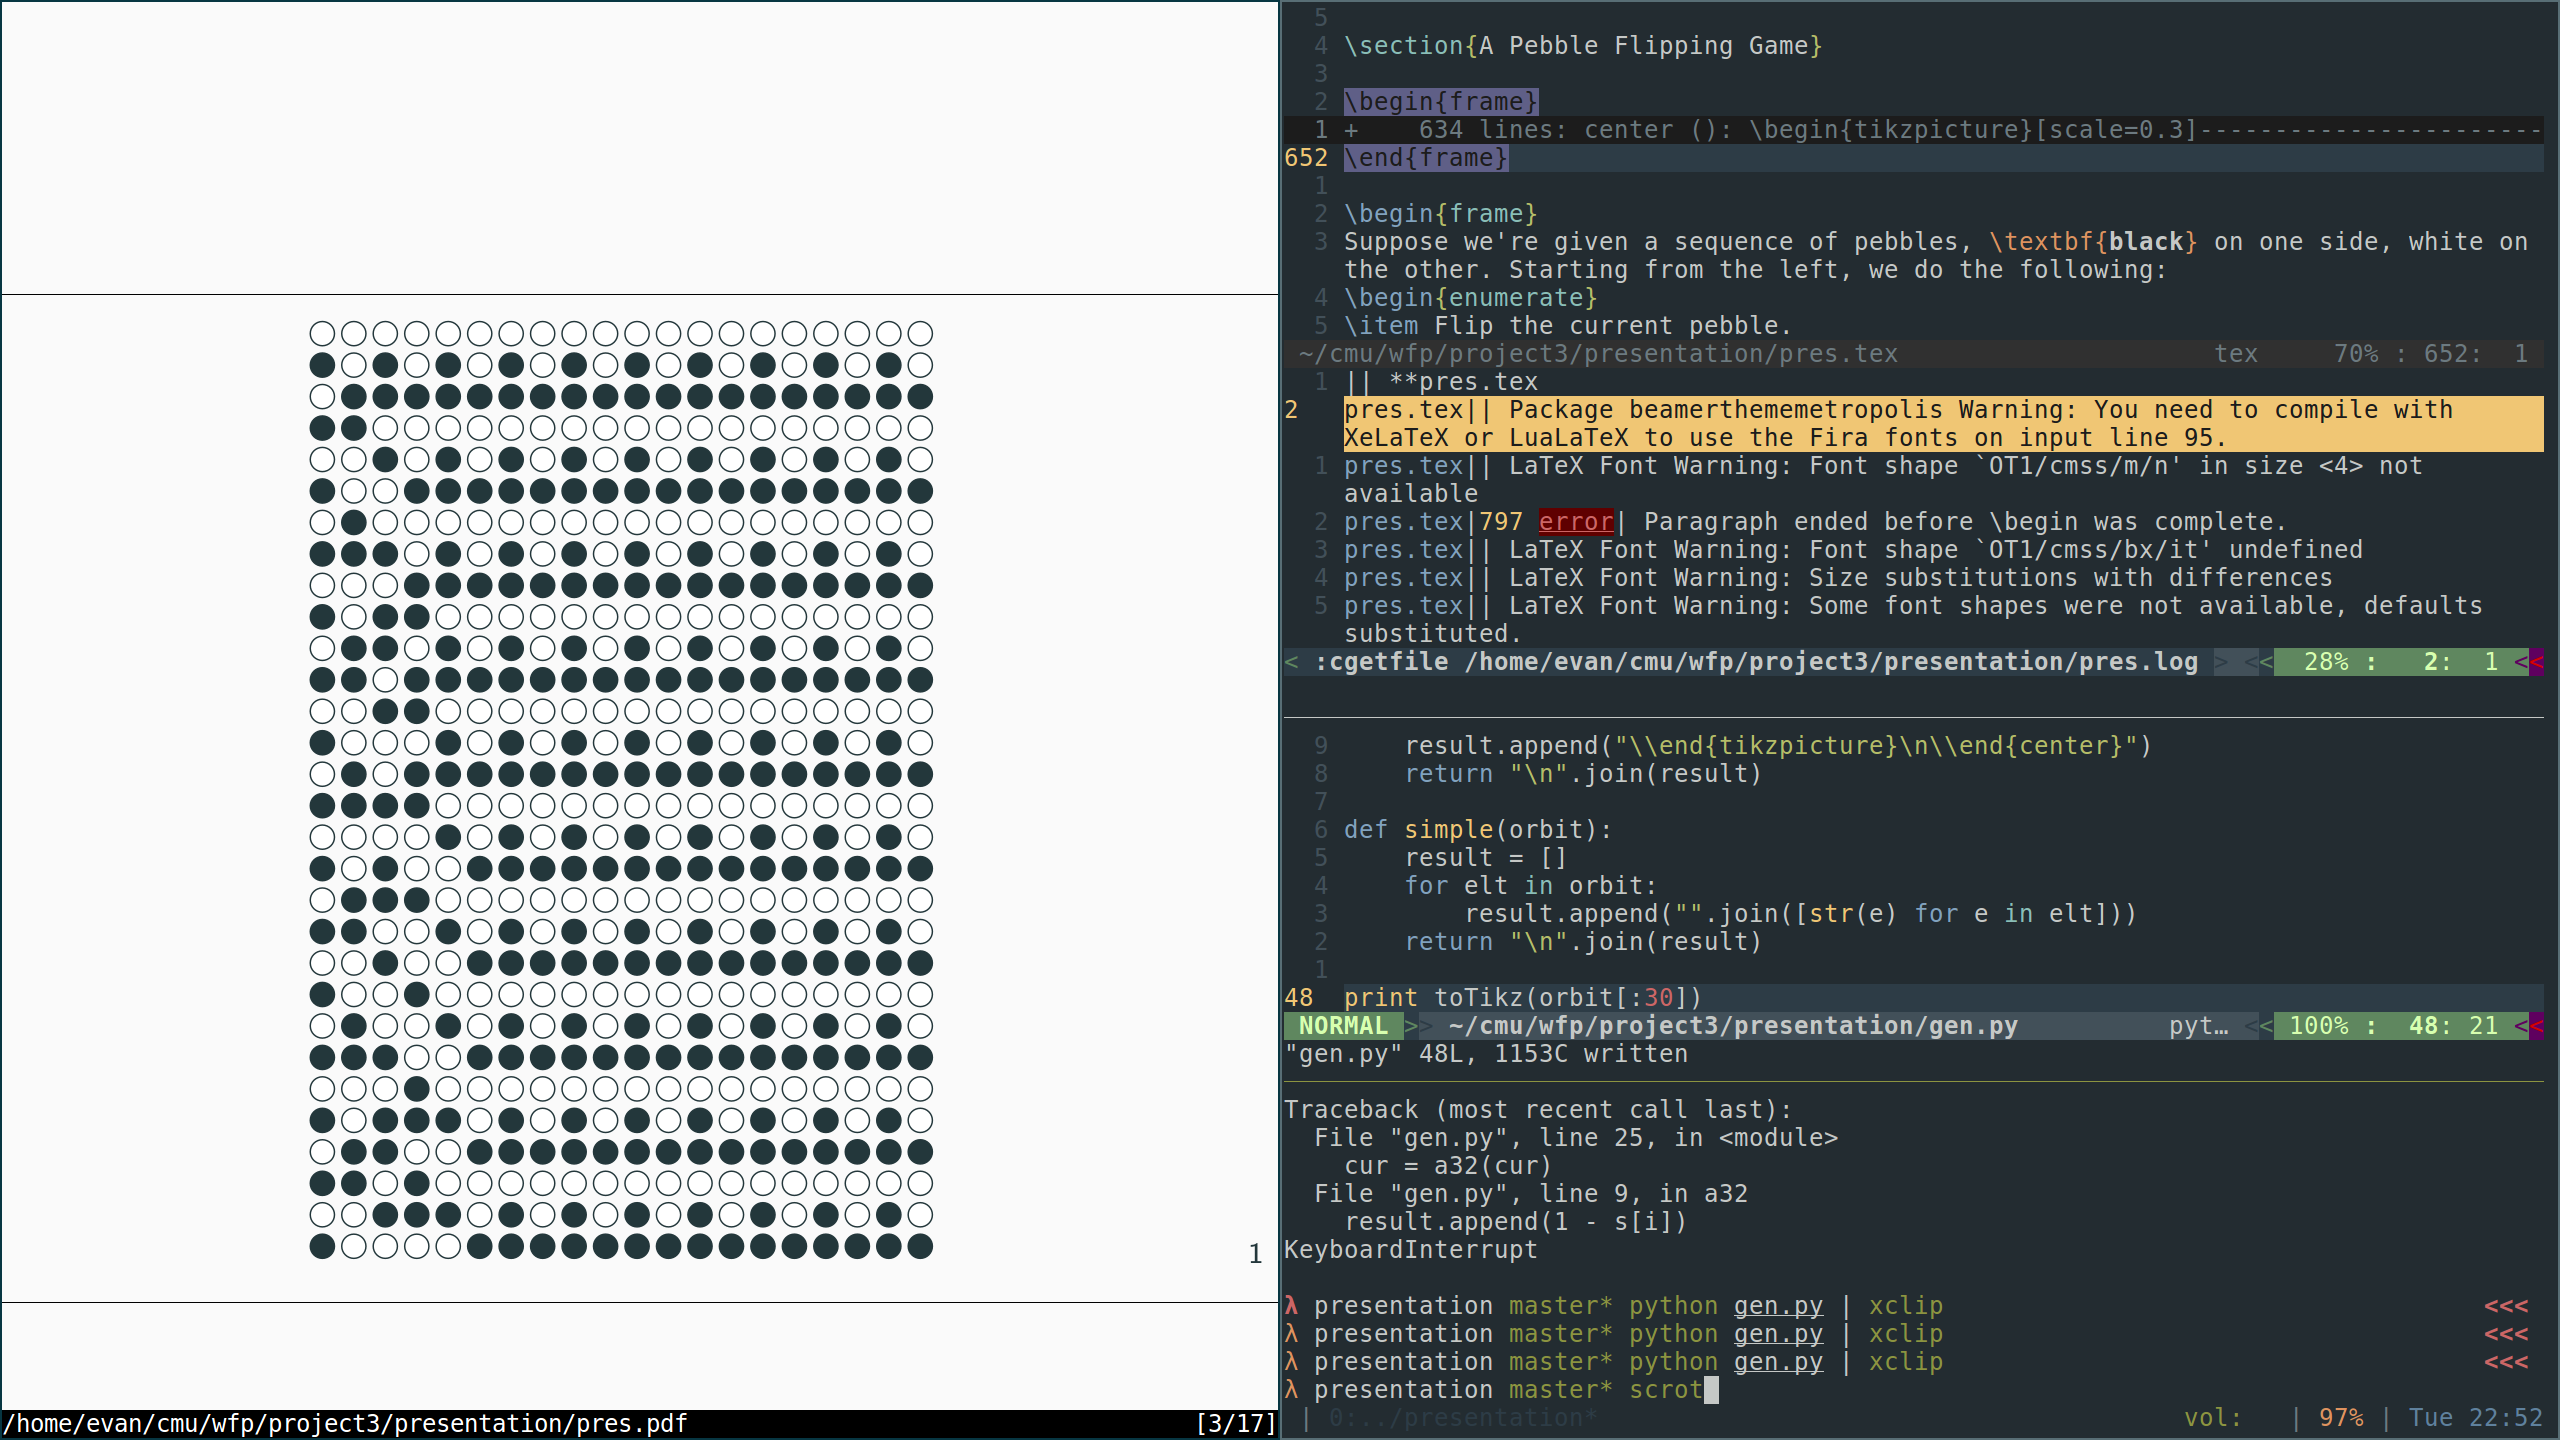 1
/home/evan/cmu/wfp/project3/presentation/pres.pdf [3/17]
5
4 \section{A Pebble Flipping Game}
3
2 \begin{frame}
1 +    634 lines: center (): \begin{tikzpicture}[scale=0.3]-----------------------
652 \end{frame}
1
2 \begin{frame}
3 Suppose we're given a sequence of pebbles, \textbf{black} on one side, white on
the other. Starting from the left, we do the following:
4 \begin{enumerate}
5 \item Flip the current pebble.
~/cmu/wfp/project3/presentation/pres.tex tex 70% : 652: 1
1 || **pres.tex
2 pres.tex|| Package beamerthememetropolis Warning: You need to compile with
XeLaTeX or LuaLaTeX to use the Fira fonts on input line 95.
1 pres.tex|| LaTeX Font Warning: Font shape `OT1/cmss/m/n' in size <4> not
available
2 pres.tex|797 error| Paragraph ended before \begin was complete.
3 pres.tex|| LaTeX Font Warning: Font shape `OT1/cmss/bx/it' undefined
4 pres.tex|| LaTeX Font Warning: Size substitutions with differences
5 pres.tex|| LaTeX Font Warning: Some font shapes were not available, defaults
substituted.
< :cgetfile /home/evan/cmu/wfp/project3/presentation/pres.log > << 28% : 2: 1 <<
9     result.append("\\end{tikzpicture}\n\\end{center}")
8     return "\n".join(result)
7
6 def simple(orbit):
5     result = []
4     for elt in orbit:
3         result.append("".join([str(e) for e in elt]))
2     return "\n".join(result)
1
48 print toTikz(orbit[:30])
NORMAL >> ~/cmu/wfp/project3/presentation/gen.py pyt… << 100% : 48: 21 <<
"gen.py" 48L, 1153C written
Traceback (most recent call last):
  File "gen.py", line 25, in <module>
    cur = a32(cur)
  File "gen.py", line 9, in a32
    result.append(1 - s[i])
KeyboardInterrupt
λ presentation master* python gen.py | xclip <<<
λ presentation master* python gen.py | xclip <<<
λ presentation master* python gen.py | xclip <<<
λ presentation master* scrot
| 0:../presentation* vol: | 97% | Tue 22:52